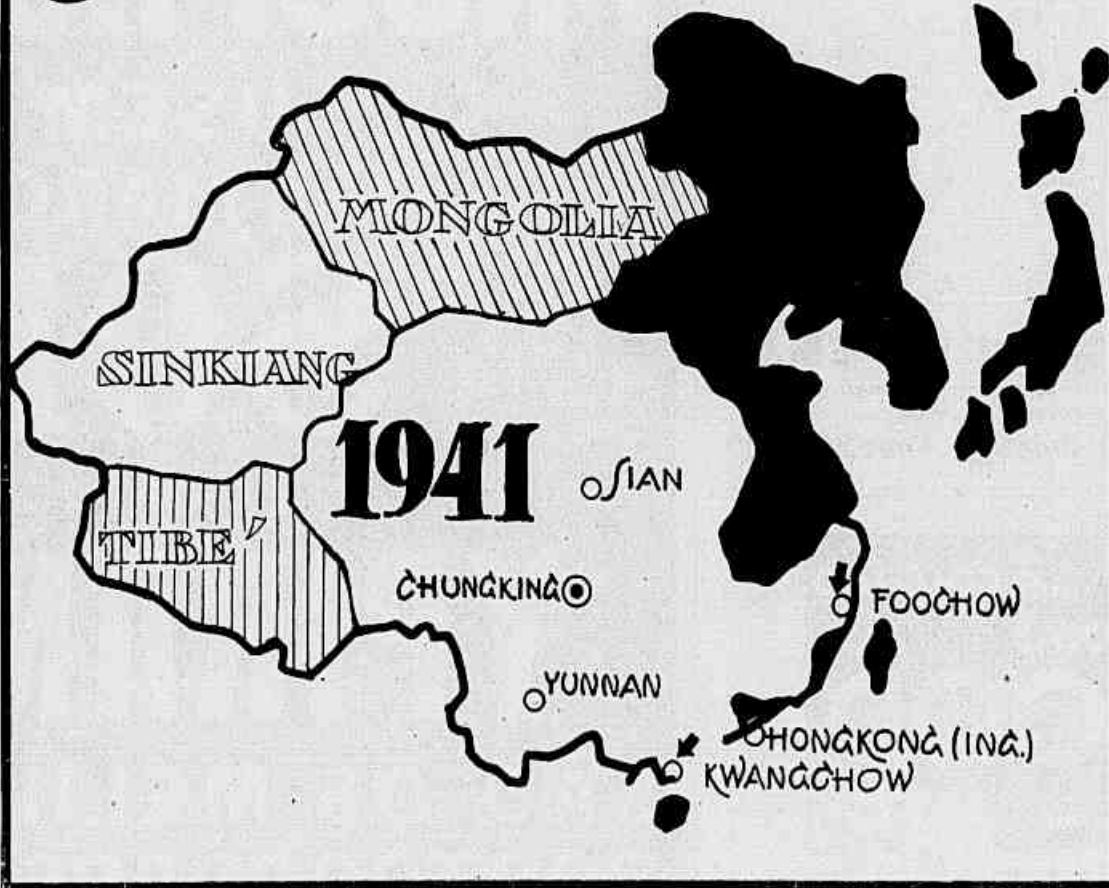 MONGOLIA
SINKIANG
1941
SIAN
TIBE'
CHUNGKING
FOOCHOW
YUNNAN
HONGKONG (ING.)
KWANGCHOW